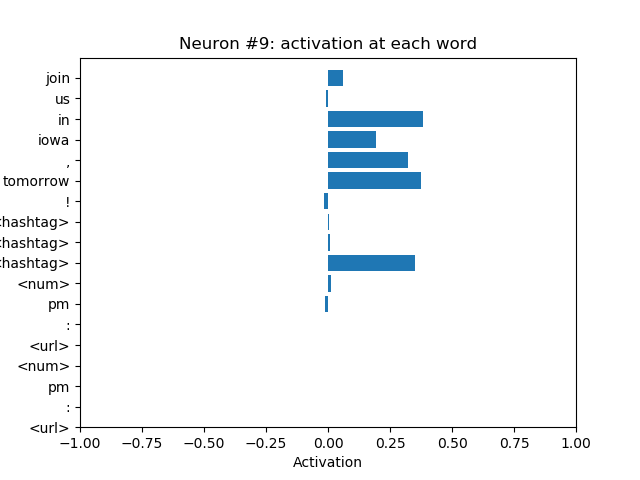 Neuron #9: activation at each word
join
us
in
iowa
,
tomorrow
!
hashtag>
hashtag>
hashtag>
<num>
pm
:
<url>
<num>
pm
:
<url>
−1.00 −0.75 −0.50 −0.25 0.00 0.25 0.50 0.75 1.00
Activation